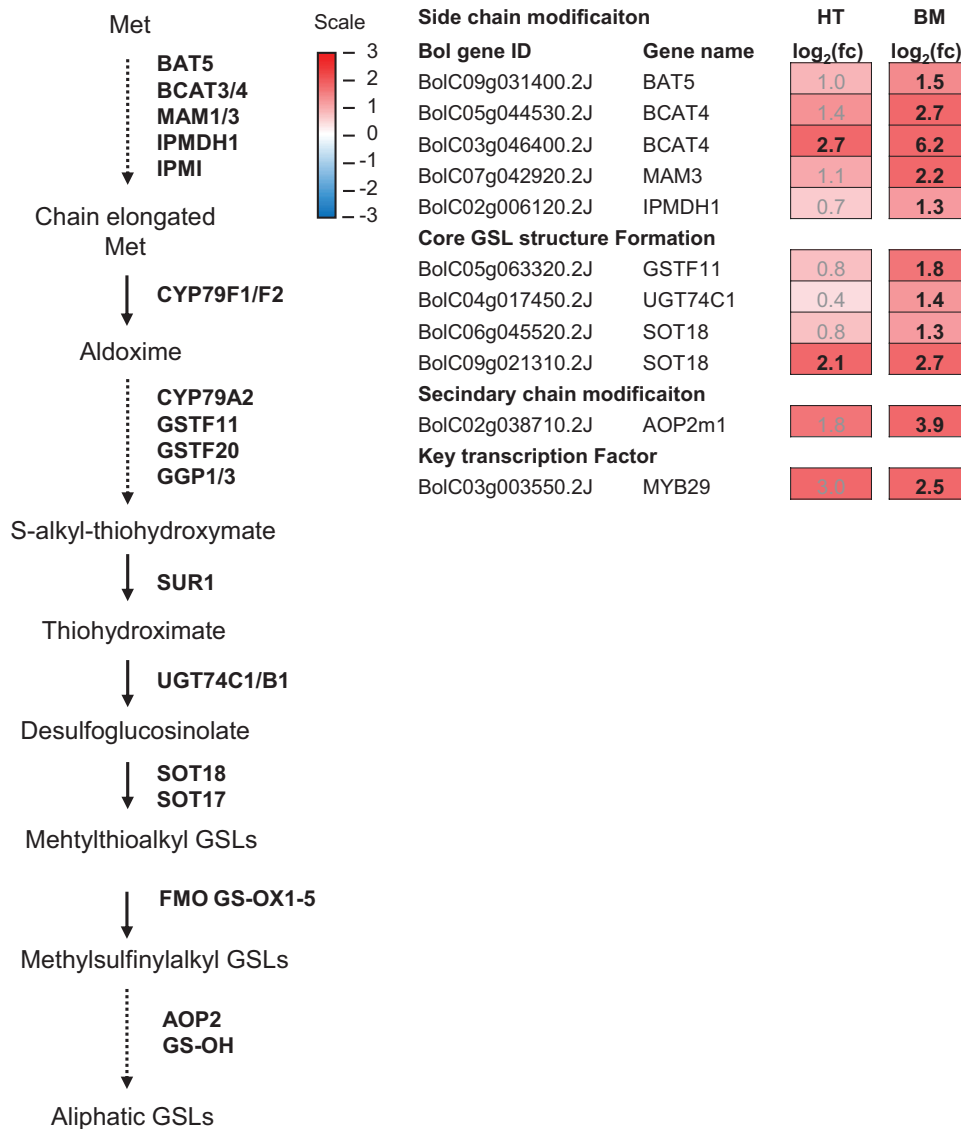 Met
BAT5
BCAT3/4
MAM1/3
IPMDH1
IPMI
Chain elongated
Met
CYP79F1/F2
Aldoxime
CYP79A2
GSTF11
GSTF20
GGP1/3
S-alkyl-thiohydroxymate
SUR1
Thiohydroximate
UGT74C1/B1
Desulfoglucosinolate
SOT18
SOT17
Mehtylthioalkyl GSLs
FMO GS-OX1-5
Methylsulfinylalkyl GSLs
AOP2
GS-OH
Aliphatic GSLs
Scale
3
2
1
0
-1
-2
-3
Side chain modificaiton HT BM
Bol gene ID Gene name log2(fc) log2(fc)
BolC09g031400.2J BAT5 1.0 1.5
BolC05g044530.2J BCAT4 1.4 2.7
BolC03g046400.2J BCAT4 2.7 6.2
BolC07g042920.2J MAM3 1.1 2.2
BolC02g006120.2J IPMDH1 0.7 1.3
Core GSL structure Formation
BolC05g063320.2J GSTF11 0.8 1.8
BolC04g017450.2J UGT74C1 0.4 1.4
BolC06g045520.2J SOT18 0.8 1.3
BolC09g021310.2J SOT18 2.1 2.7
Secindary chain modificaiton
BolC02g038710.2J AOP2m1 1.8 3.9
Key transcription Factor
BolC03g003550.2J MYB29 3.0 2.5